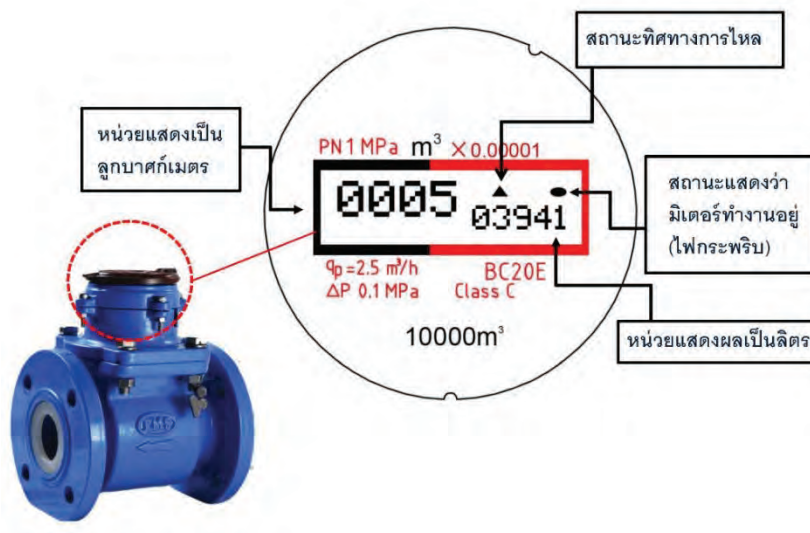 สถานะทิศทางการไหล
หน่วยแสดงเป็น
ลูกบาศก์เมตร
PN 1 MPa m³ ×0.00001
0005 03941
สถานะแสดงว่า
มิเตอร์ทำงานอยู่
(ไฟกระพริบ)
qp=2.5 m³/h BC20E
ΔP 0.1 MPa Class C
10000m³
หน่วยแสดงผลเป็นลิตร